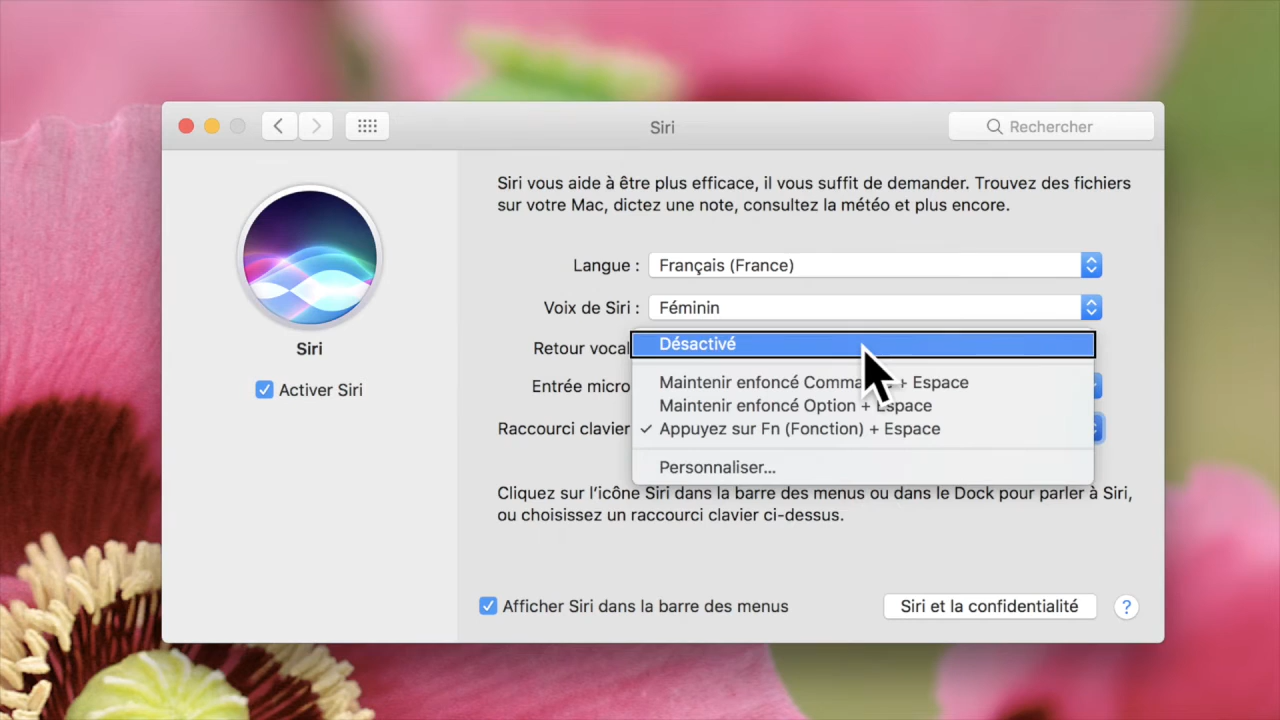 Siri
Rechercher
Siri vous aide à être plus efficace, il vous suffit de demander. Trouvez des fichiers
sur votre Mac, dictez une note, consultez la météo et plus encore.
Siri
Activer Siri
Langue : Français (France)
Voix de Siri : Féminin
Retour vocal
Désactivé
Entrée micro
Maintenir enfoncé + Espace
Maintenir enfoncé Option + Espace
Raccourci clavier
✓ Appuyez sur Fn (Fonction) + Espace
Personnaliser...
Cliquez sur l’icône Siri dans la barre des menus ou dans le Dock pour parler à Siri,
ou choisissez un raccourci clavier ci-dessus.
Afficher Siri dans la barre des menus
Siri et la confidentialité
?